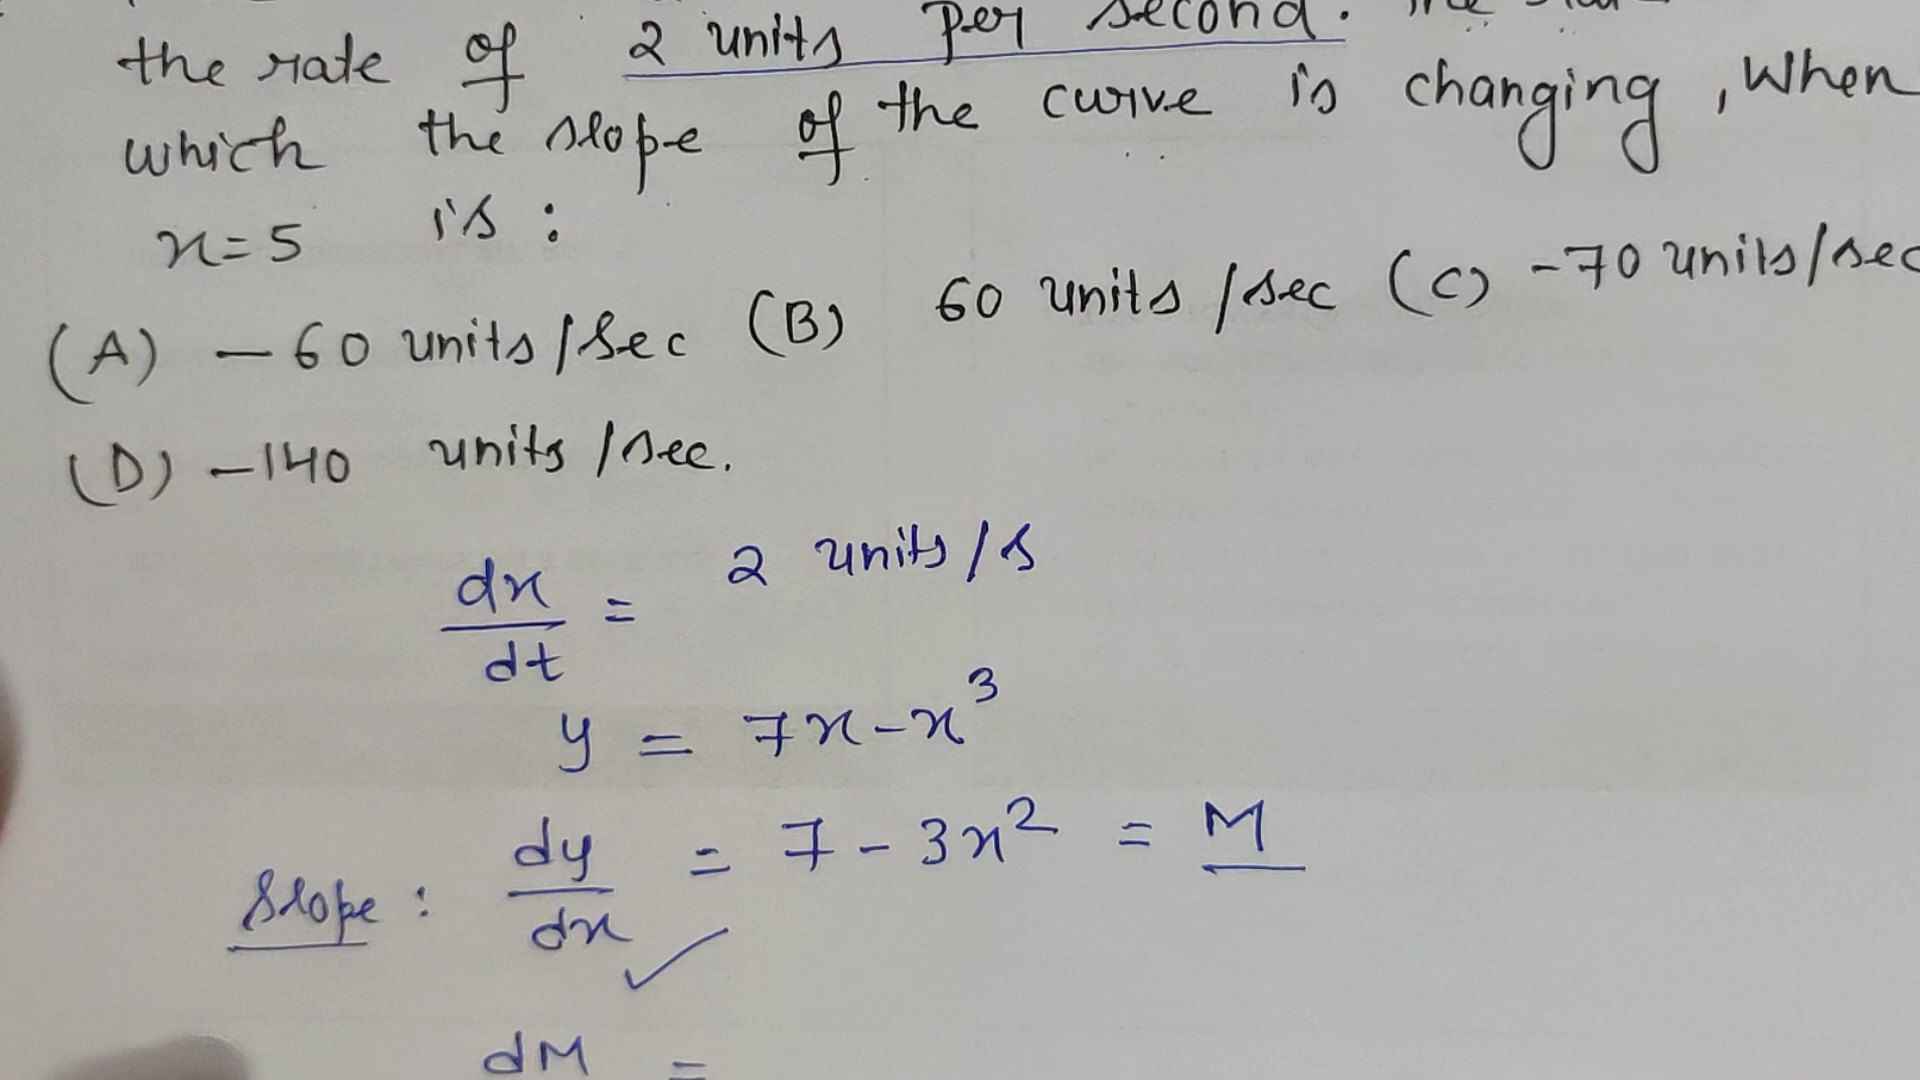 the rate of 2 units per second. The
which the slope of the curve is changing, when
x=5 is :
(A) – 60 units/sec (B) 60 units/sec (C) -70 units/sec
(D) –140 units/sec.
dx/dt = 2 units/s
y = 7x-x³
Slope : dy/dx = 7 - 3x² = M
dM =